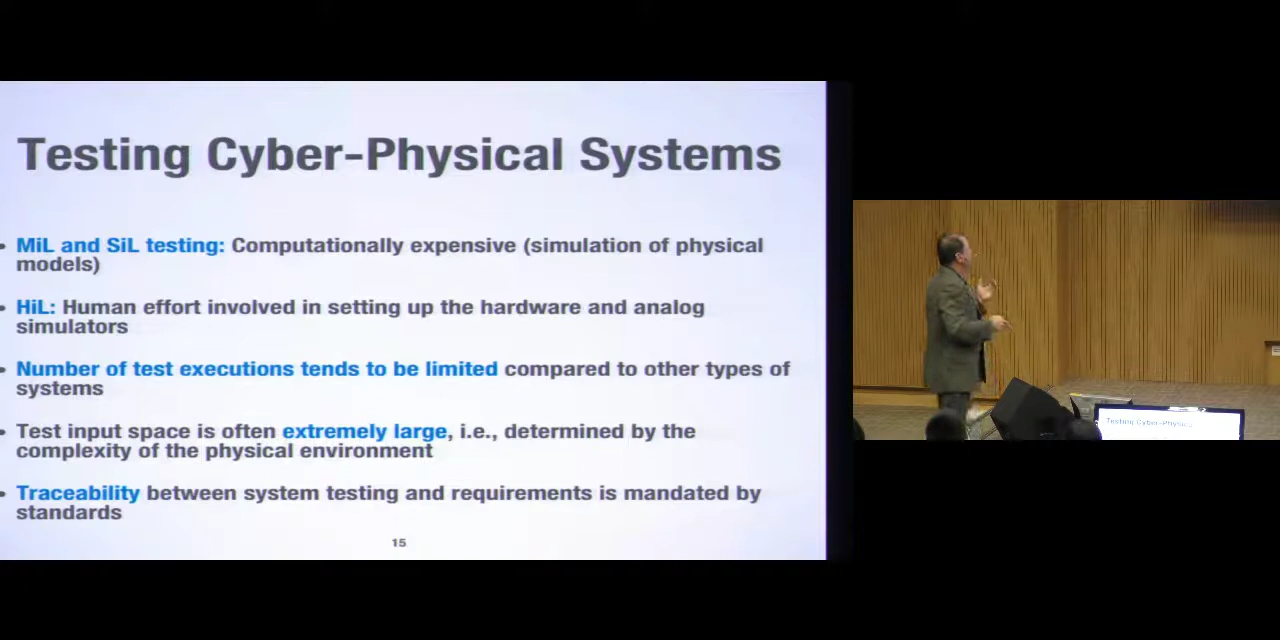 Testing Cyber-Physical Systems
• MiL and SiL testing: Computationally expensive (simulation of physical
models)
• HiL: Human effort involved in setting up the hardware and analog
simulators
• Number of test executions tends to be limited compared to other types of
systems
• Test input space is often extremely large, i.e., determined by the
complexity of the physical environment
• Traceability between system testing and requirements is mandated by
standards
15
Testing Cyber-Physic